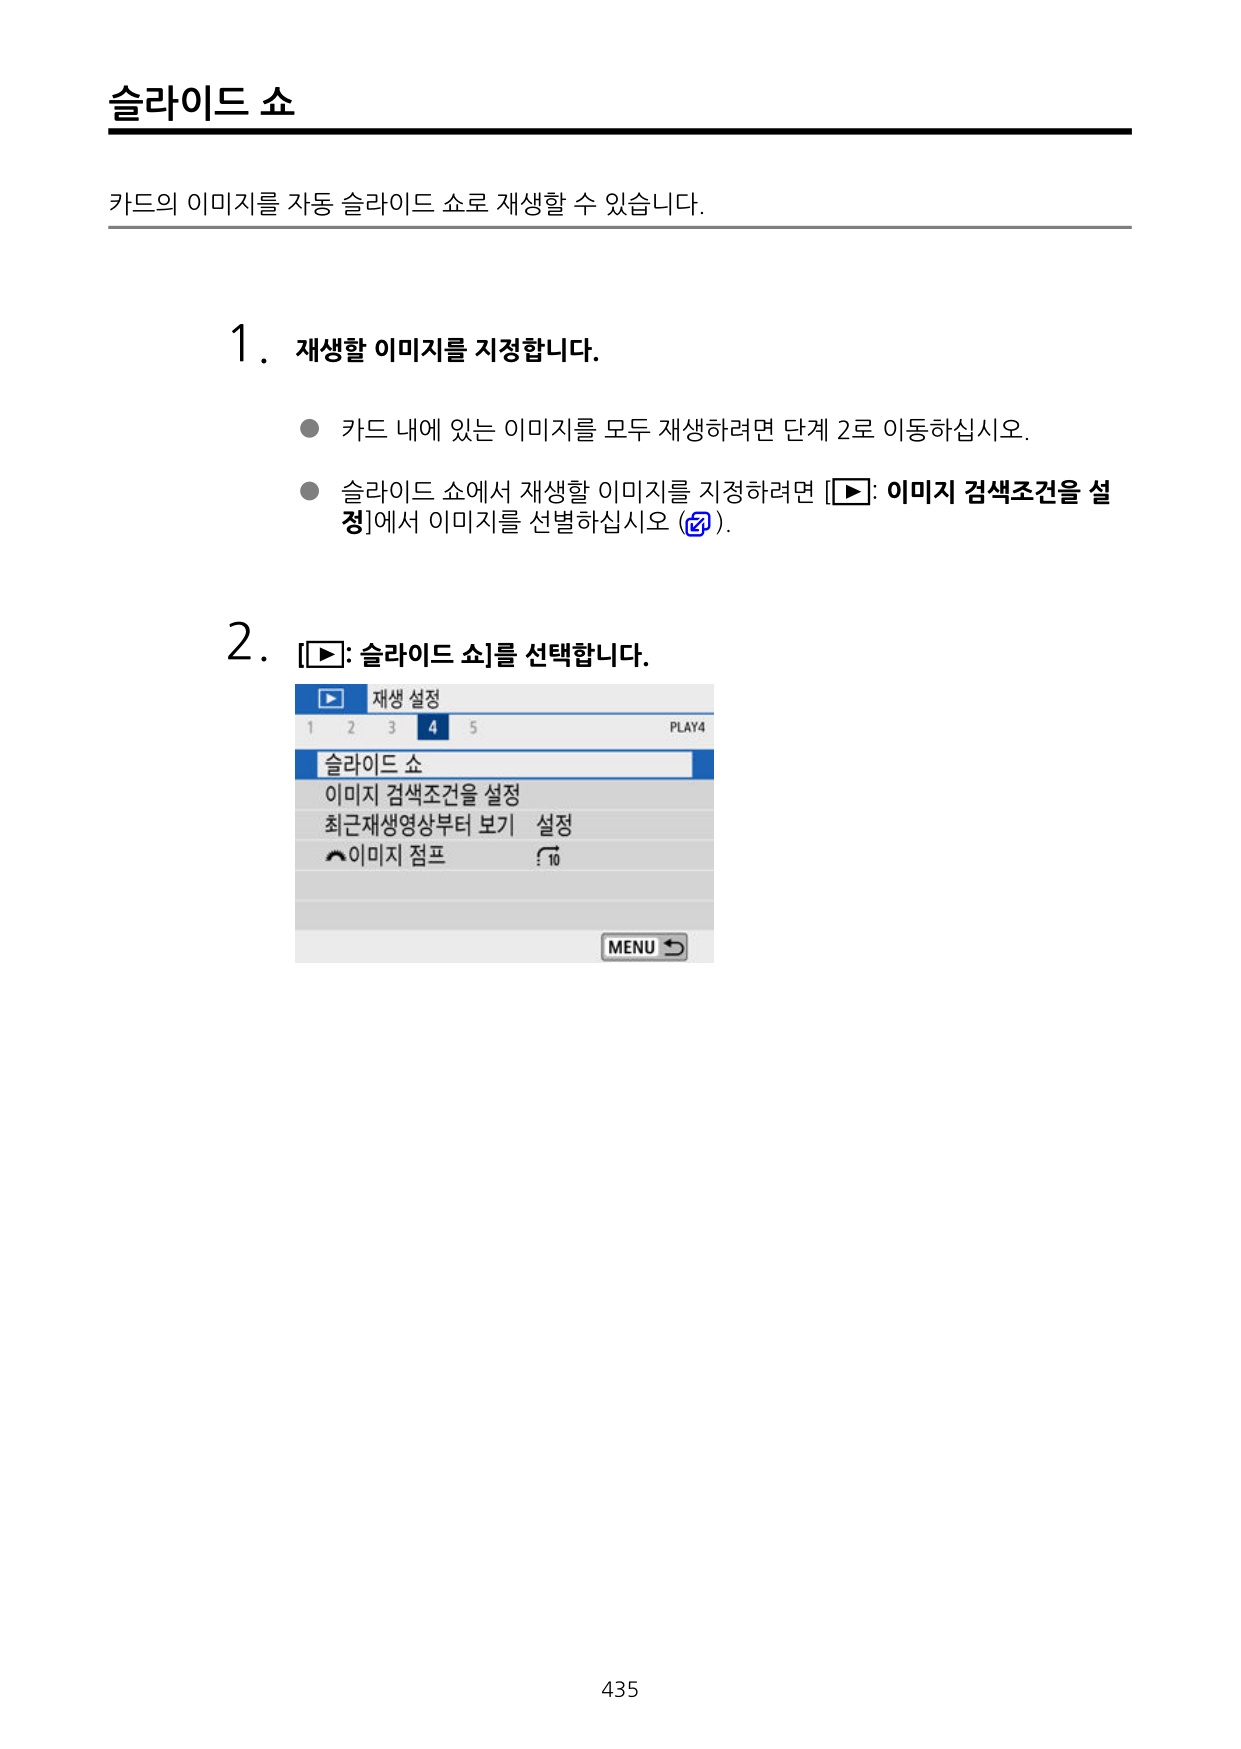 슬라이드 쇼
카드의 이미지를 자동 슬라이드 쇼로 재생할 수 있습니다.
1. 재생할 이미지를 지정합니다.
● 카드 내에 있는 이미지를 모두 재생하려면 단계 2로 이동하십시오.
● 슬라이드 쇼에서 재생할 이미지를 지정하려면 [▶: 이미지 검색조건을 설
정]에서 이미지를 선별하십시오 ( ).
2. [▶: 슬라이드 쇼]를 선택합니다.
재생 설정
1 2 3 4 5 PLAY4
슬라이드 쇼
이미지 검색조건을 설정
최근재생영상부터 보기 설정
이미지 점프 10
MENU
435